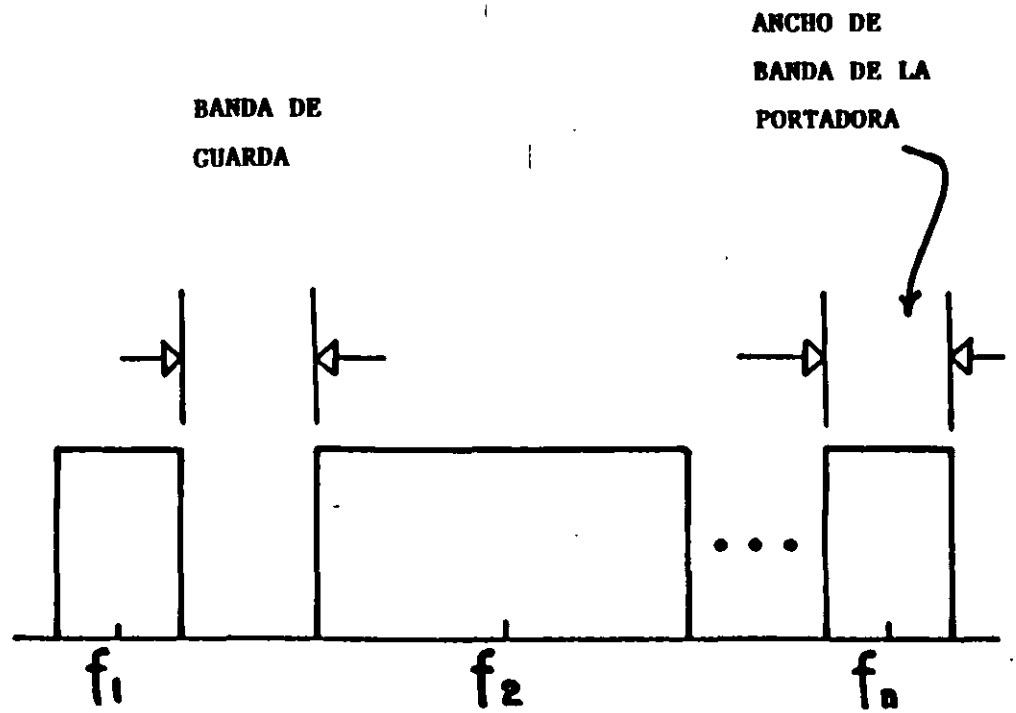 ANCHO DE
BANDA DE LA
PORTADORA
BANDA DE
GUARDA
f1
f2
fn